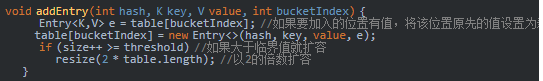 void addEntry(int hash, K key, V value, int bucketIndex) {
Entry<K,V> e = table[bucketIndex]; //如果要加入的位置有值，将该位置原先的值设置为
table[bucketIndex] = new Entry<>(hash, key, value, e);
if (size++ >= threshold) //如果大于临界值就扩容
resize(2 * table.length); //以2的倍数扩容
}